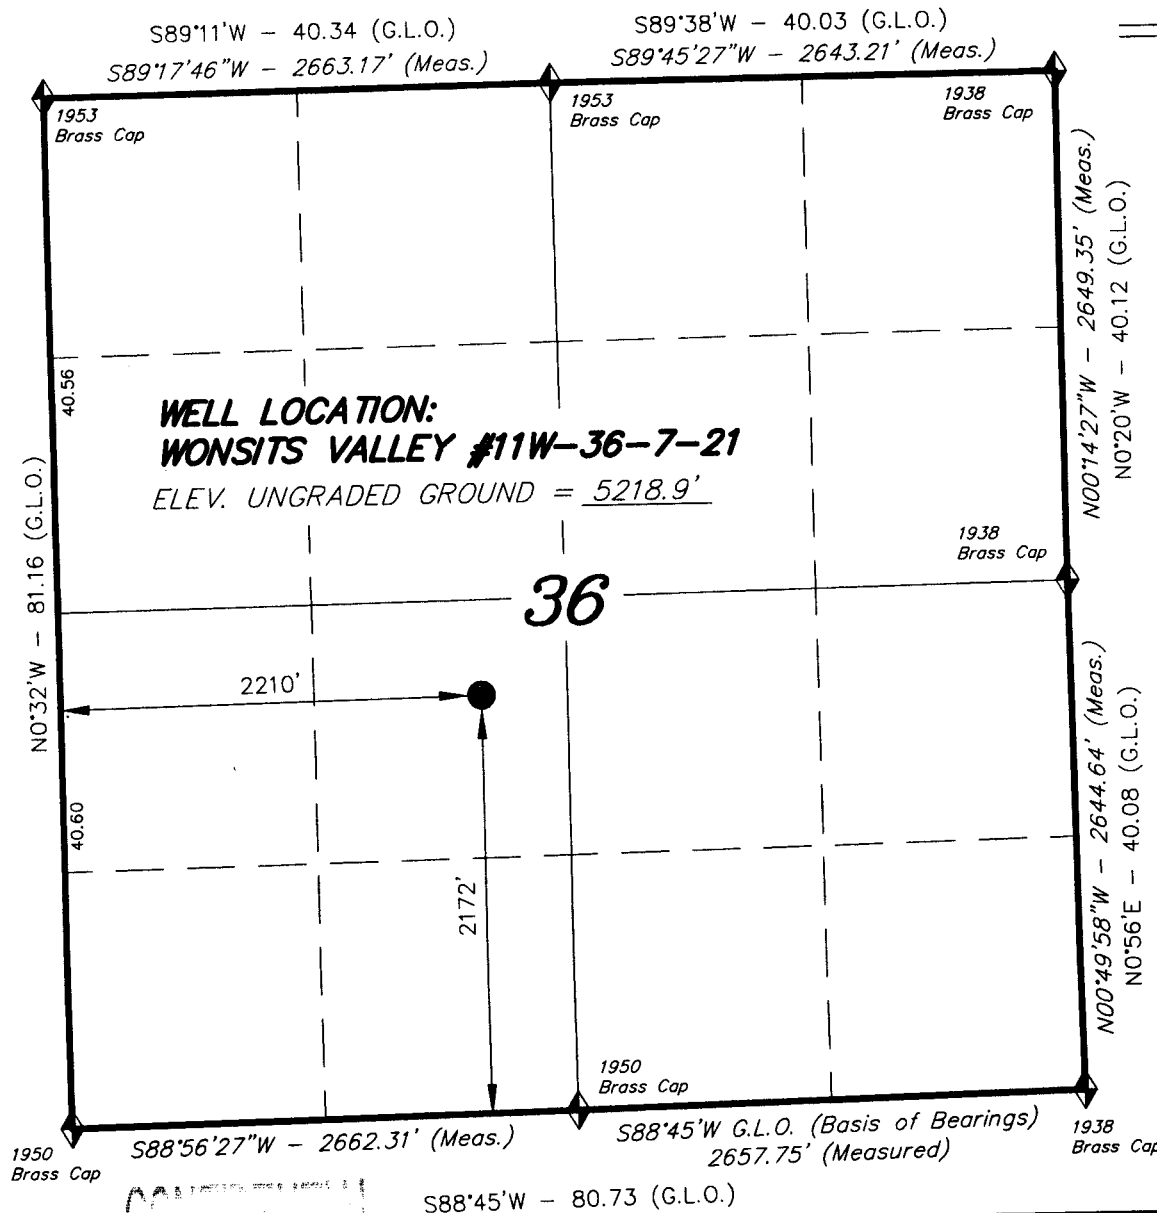 S89°11'W – 40.34 (G.L.O.)
S89°17'46"W – 2663.17' (Meas.)
S89°38'W – 40.03 (G.L.O.)
S89°45'27"W – 2643.21' (Meas.)
1953
Brass Cap
1953
Brass Cap
1938
Brass Cap
N00°14'27"W – 2649.35' (Meas.)
N0°20'W – 40.12 (G.L.O.)
40.56
WELL LOCATION:
WONSITS VALLEY #11W–36–7–21
ELEV. UNGRADED GROUND = 5218.9'
N0°32'W – 81.16 (G.L.O.)
1938
Brass Cap
36
2210'
2172'
40.60
N00°49'58"W – 2644.64' (Meas.)
N0°56'E – 40.08 (G.L.O.)
1950
Brass Cap
1950
Brass Cap
S88°56'27"W – 2662.31' (Meas.)
S88°45'W G.L.O. (Basis of Bearings)
2657.75' (Measured)
1938
Brass Cap
S88°45'W – 80.73 (G.L.O.)